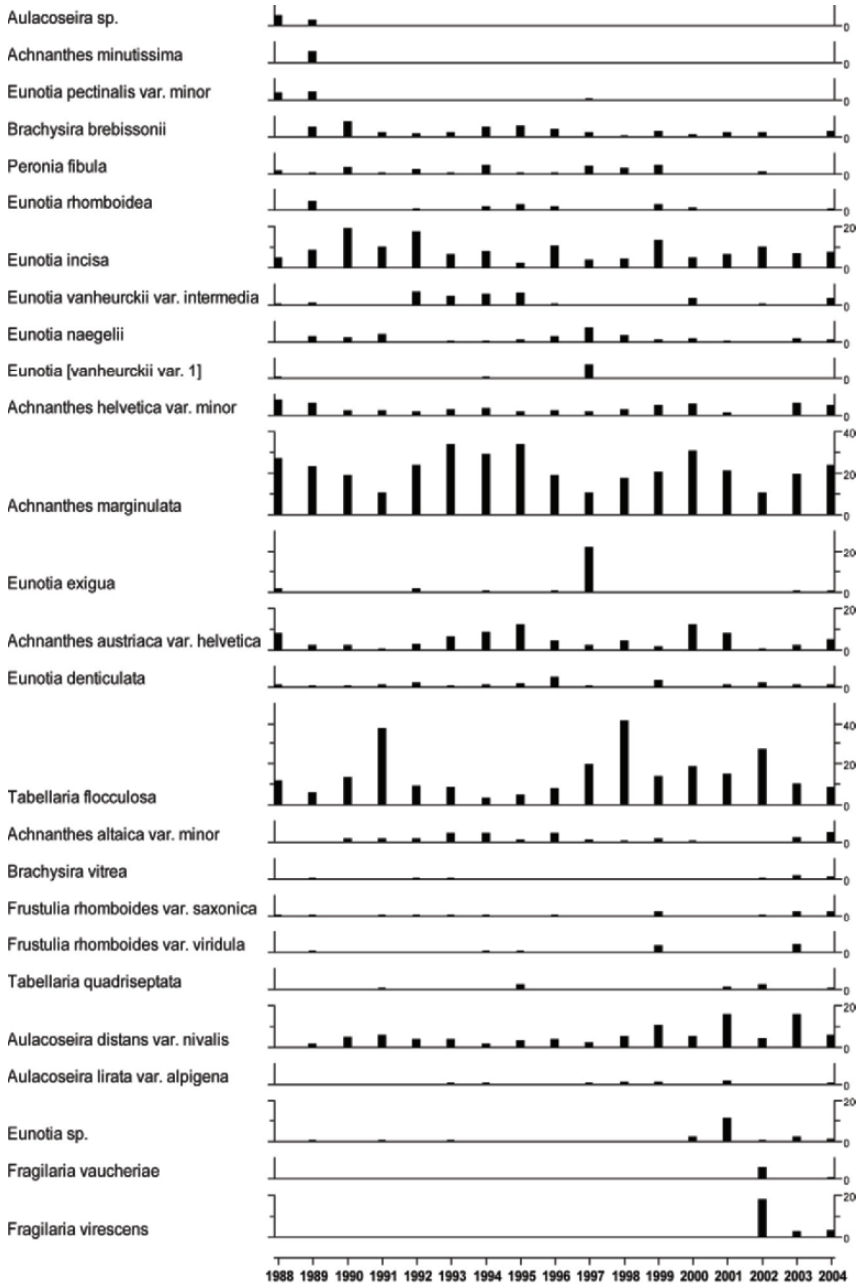 Aulacoseira sp.
0
Achnanthes minutissima
0
Eunotia pectinalis var. minor
0
Brachysira brebissonii
0
Peronia fibula
0
Eunotia rhomboidea
0
20
Eunotia incisa
0
Eunotia vanheurckii var. intermedia
0
Eunotia naegelii
0
Eunotia [vanheurckii var. 1]
0
Achnanthes helvetica var. minor
0
40
20
Achnanthes marginulata
0
20
Eunotia exigua
0
20
Achnanthes austriaca var. helvetica
0
Eunotia denticulata
0
40
20
Tabellaria flocculosa
0
Achnanthes altaica var. minor
0
Brachysira vitrea
0
Frustulia rhomboides var. saxonica
0
Frustulia rhomboides var. viridula
0
Tabellaria quadriseptata
0
20
Aulacoseira distans var. nivalis
0
Aulacoseira lirata var. alpigena
0
20
Eunotia sp.
0
Fragilaria vaucheriae
0
20
Fragilaria virescens
0
1988 1989 1990 1991 1992 1993 1994 1995 1996 1997 1998 1999 2000 2001 2002 2003 2004